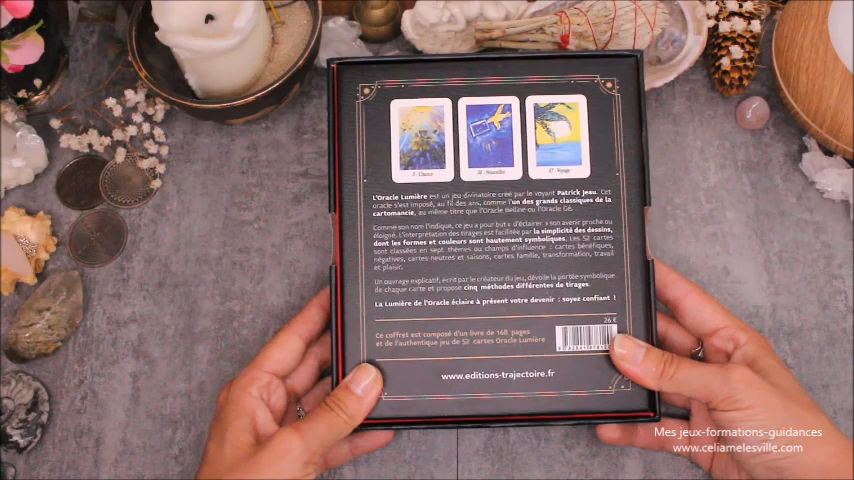 7 - Chance
16 - Nouvelles
47 - Voyage
L'Oracle Lumière est un jeu divinatoire créé par le voyant Patrick Jesu. Cet
oracle s'est imposé, au fil des ans, comme l'un des grands classiques de la
cartomancie, au même titre que l'Oracle Belline ou l'Oracle Gé.
Comme son nom l'indique, ce jeu a pour but « d'éclairer » son avenir proche ou
éloigné. L'interprétation des tirages est facilitée par la simplicité des dessins,
dont les formes et couleurs sont hautement symboliques. Les 52 cartes
sont classées en sept thèmes ou champs d'influence : cartes bénéfiques,
négatives, cartes neutres et saisons, cartes famille, transformation, travail
et plaisir.
Un ouvrage explicatif, écrit par le créateur du jeu, dévoile la portée symbolique
de chaque carte et propose cinq méthodes différentes de tirages.
La Lumière de l'Oracle éclaire à présent votre devenir : soyez confiant !
26 €
Ce coffret est composé d'un livre de 168 pages
et de l'authentique jeu de 52 cartes Oracle Lumière
www.editions-trajectoire.fr
Mes jeux-formations-guidances
www.celiamelesville.com